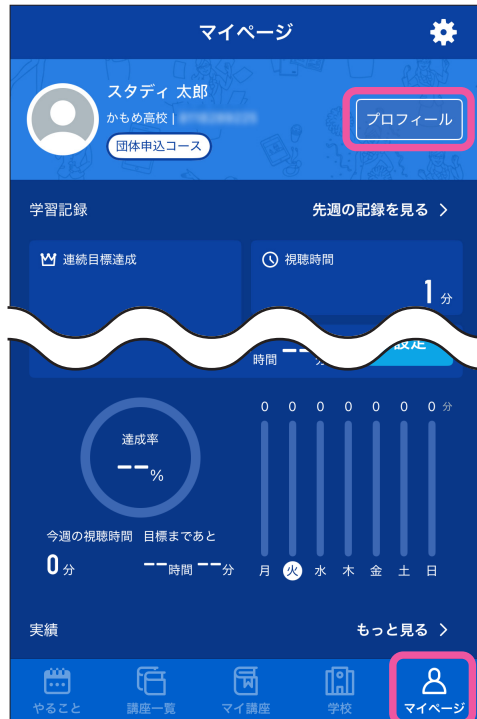 マイページ
スタディ 太郎
かもめ高校 |
団体申込コース
プロフィール
学習記録
先週の記録を見る
連続目標達成
視聴時間
1 分
時間 --
達成率
--%
今週の視聴時間 目標まであと
0 分 --時間 --分
0 0 0 0 0 0 0 分
月 火 水 木 金 土 日
実績
もっと見る
やること 講座一覧 マイ講座 学校 マイページ